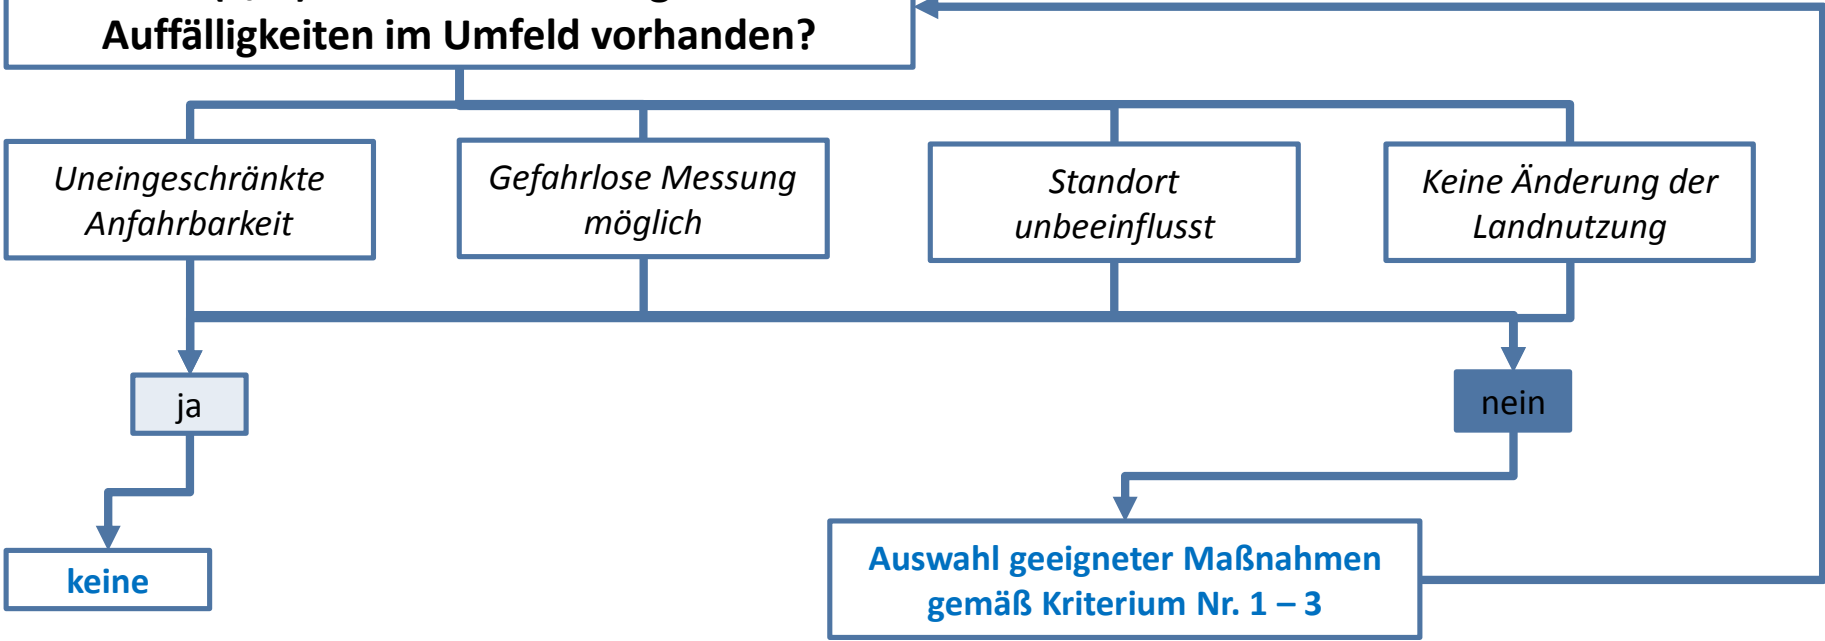 Auffälligkeiten im Umfeld vorhanden?
Uneingeschränkte
Anfahrbarkeit
Gefahrlose Messung
möglich
Standort
unbeeinflusst
Keine Änderung der
Landnutzung
ja
nein
keine
Auswahl geeigneter Maßnahmen
gemäß Kriterium Nr. 1 – 3